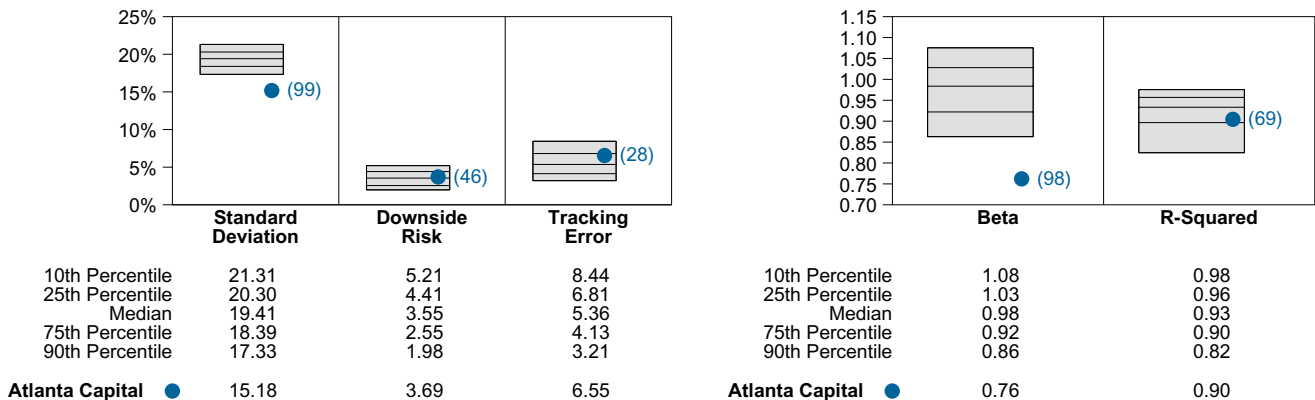 25%
20%
15%
10%
5%
0%
(99)
(46)
(28)
Standard Deviation
Downside Risk
Tracking Error
10th Percentile 21.31 5.21 8.44
25th Percentile 20.30 4.41 6.81
Median 19.41 3.55 5.36
75th Percentile 18.39 2.55 4.13
90th Percentile 17.33 1.98 3.21
Atlanta Capital 15.18 3.69 6.55
1.15
1.10
1.05
1.00
0.95
0.90
0.85
0.80
0.75
0.70
(98)
(69)
Beta
R-Squared
10th Percentile 1.08 0.98
25th Percentile 1.03 0.96
Median 0.98 0.93
75th Percentile 0.92 0.90
90th Percentile 0.86 0.82
Atlanta Capital 0.76 0.90